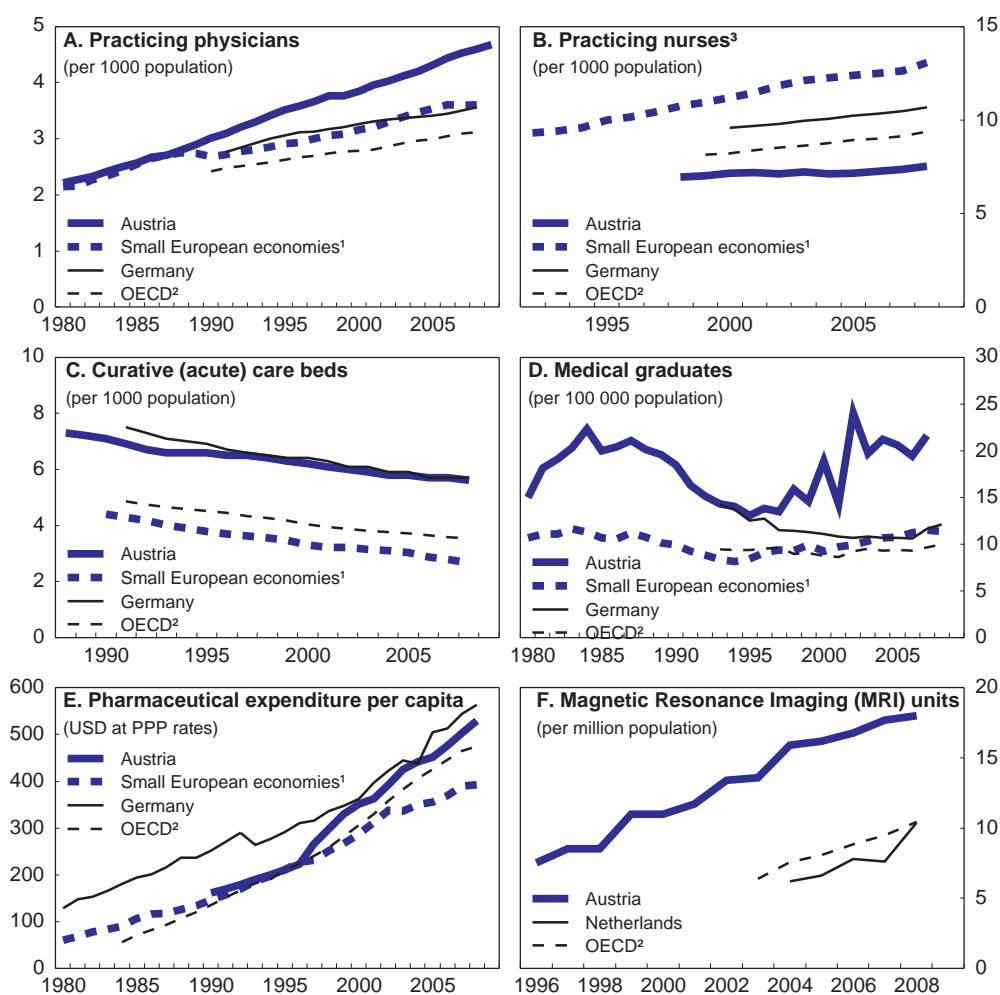 A. Practicing physicians
(per 1000 population)
5
4
3
2
1
0
Austria
Small European economies¹
Germany
OECD²
1980 1985 1990 1995 2000 2005
B. Practicing nurses³
(per 1000 population)
15
10
5
0
Austria
Small European economies¹
Germany
OECD²
1995 2000 2005
C. Curative (acute) care beds
(per 1000 population)
10
8
6
4
2
0
Austria
Small European economies¹
Germany
OECD²
1990 1995 2000 2005
D. Medical graduates
(per 100 000 population)
30
25
20
15
10
5
0
Austria
Small European economies¹
Germany
OECD²
1980 1985 1990 1995 2000 2005
E. Pharmaceutical expenditure per capita
(USD at PPP rates)
600
500
400
300
200
100
0
Austria
Small European economies¹
Germany
OECD²
1980 1985 1990 1995 2000 2005
F. Magnetic Resonance Imaging (MRI) units
(per million population)
20
15
10
5
0
Austria
Netherlands
OECD²
1996 1998 2000 2002 2004 2006 2008